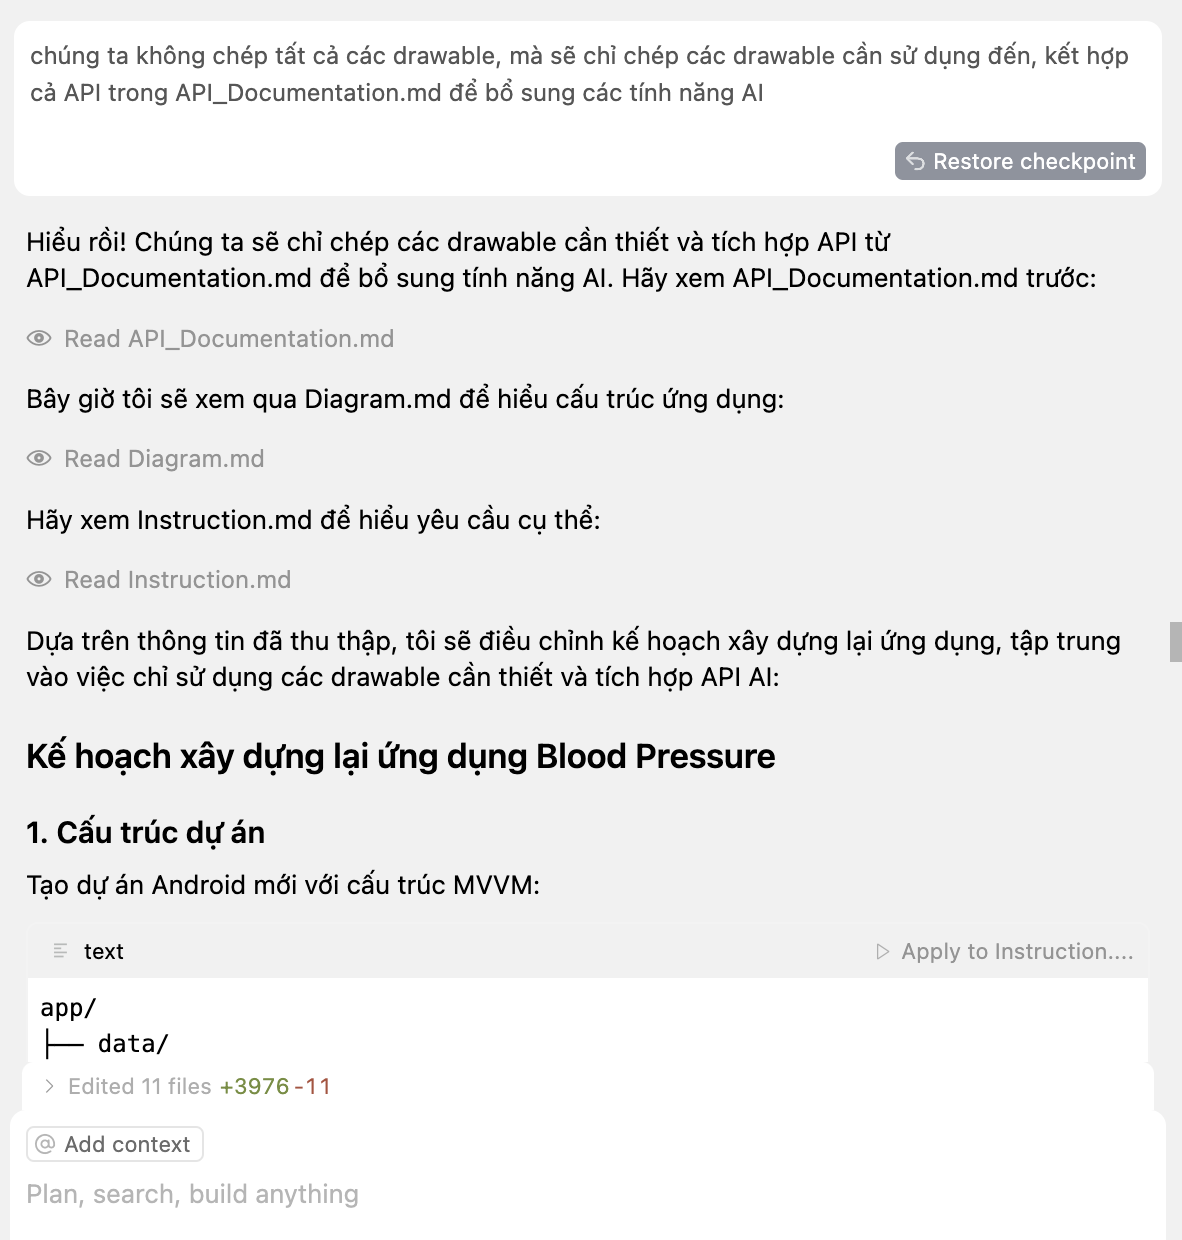 chúng ta không chép tất cả các drawable, mà sẽ chỉ chép các drawable cần sử dụng đến, kết hợp
cả API trong API_Documentation.md để bổ sung các tính năng AI
Restore checkpoint
Hiểu rồi! Chúng ta sẽ chỉ chép các drawable cần thiết và tích hợp API từ
API_Documentation.md để bổ sung tính năng AI. Hãy xem API_Documentation.md trước:
Read API_Documentation.md
Bây giờ tôi sẽ xem qua Diagram.md để hiểu cấu trúc ứng dụng:
Read Diagram.md
Hãy xem Instruction.md để hiểu yêu cầu cụ thể:
Read Instruction.md
Dựa trên thông tin đã thu thập, tôi sẽ điều chỉnh kế hoạch xây dựng lại ứng dụng, tập trung
vào việc chỉ sử dụng các drawable cần thiết và tích hợp API AI:
Kế hoạch xây dựng lại ứng dụng Blood Pressure
1. Cấu trúc dự án
Tạo dự án Android mới với cấu trúc MVVM:
text
Apply to Instruction....
app/
├── data/
Edited 11 files +3976 -11
@ Add context
Plan, search, build anything